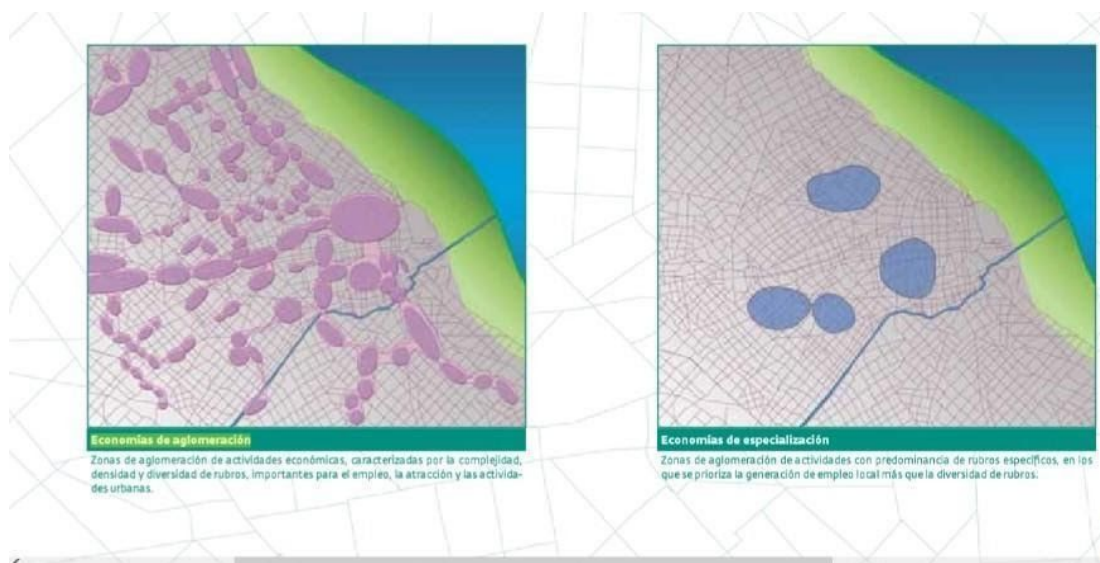 Economías de aglomeración
Zonas de aglomeración de actividades económicas, caracterizadas por la complejidad,
densidad y diversidad de rubros, importantes para el empleo, la atracción y las activida-
des urbanas.
Economías de especialización
Zonas de aglomeración de actividades con predominancia de rubros específicos, en los
que se prioriza la generación de empleo local más que la diversidad de rubros.